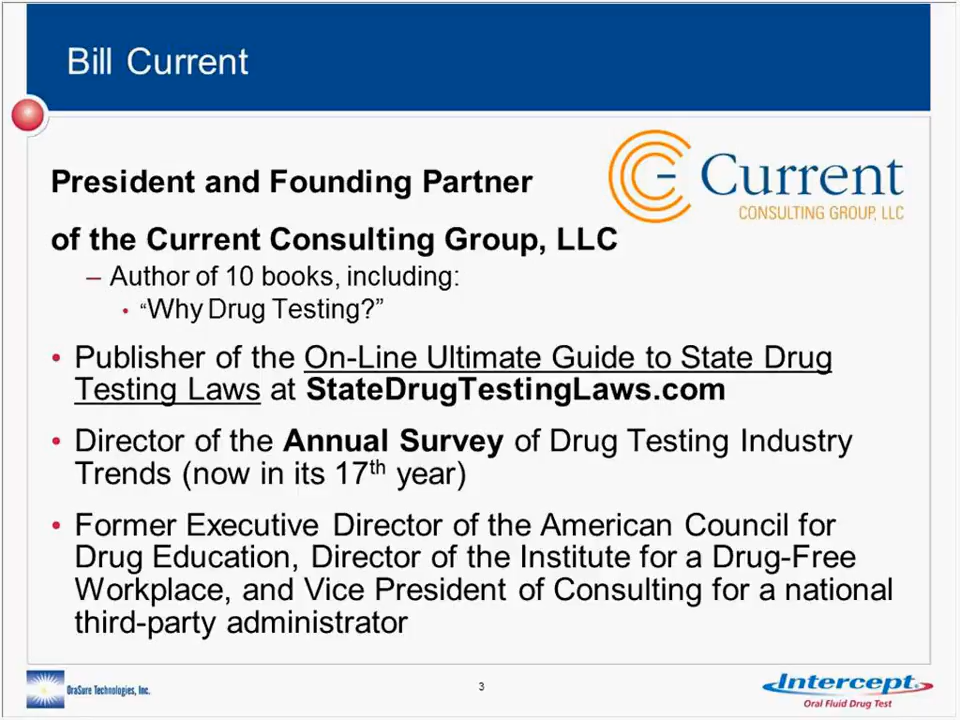 Bill Current
President and Founding Partner
of the Current Consulting Group, LLC
Current
CONSULTING GROUP, LLC
– Author of 10 books, including:
• “Why Drug Testing?”
• Publisher of the On-Line Ultimate Guide to State Drug
Testing Laws at StateDrugTestingLaws.com
• Director of the Annual Survey of Drug Testing Industry
Trends (now in its 17th year)
• Former Executive Director of the American Council for
Drug Education, Director of the Institute for a Drug-Free
Workplace, and Vice President of Consulting for a national
third-party administrator
OraSure Technologies, Inc.
3
Intercept®
Oral Fluid Drug Test